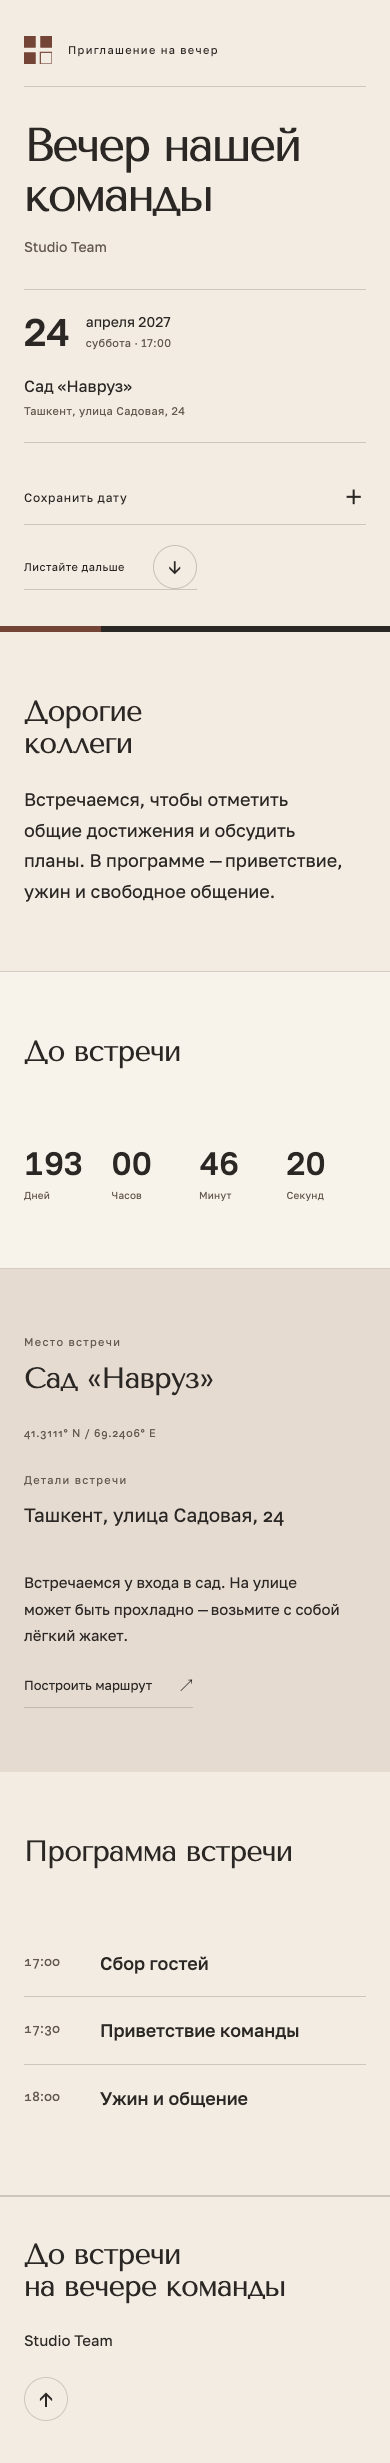 Приглашение на вечер
Вечер нашей
команды
Studio Team
24
апреля 2027
суббота · 17:00
Сад «Навруз»
Ташкент, улица Садовая, 24
Сохранить дату
Листайте дальше
Дорогие
коллеги
Встречаемся, чтобы отметить
общие достижения и обсудить
планы. В программе — приветствие,
ужин и свободное общение.
До встречи
193 00 46 20
Дней Часов Минут Секунд
Место встречи
Сад «Навруз»
41.3111° N / 69.2406° E
Детали встречи
Ташкент, улица Садовая, 24
Встречаемся у входа в сад. На улице
может быть прохладно — возьмите с собой
лёгкий жакет.
Построить маршрут
Программа встречи
17:00 Сбор гостей
17:30 Приветствие команды
18:00 Ужин и общение
До встречи
на вечере команды
Studio Team